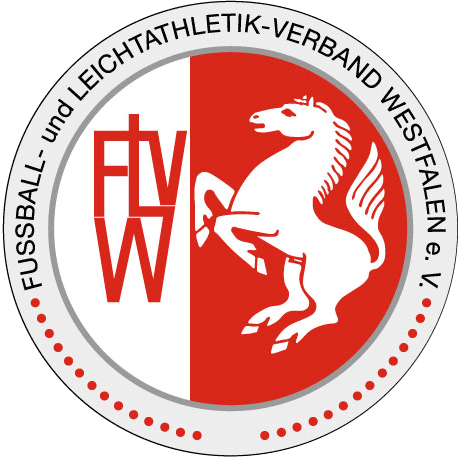 FUSSBALL- und LEICHTATHLETIK-VERBAND WESTFALEN e. V.
FLV
W